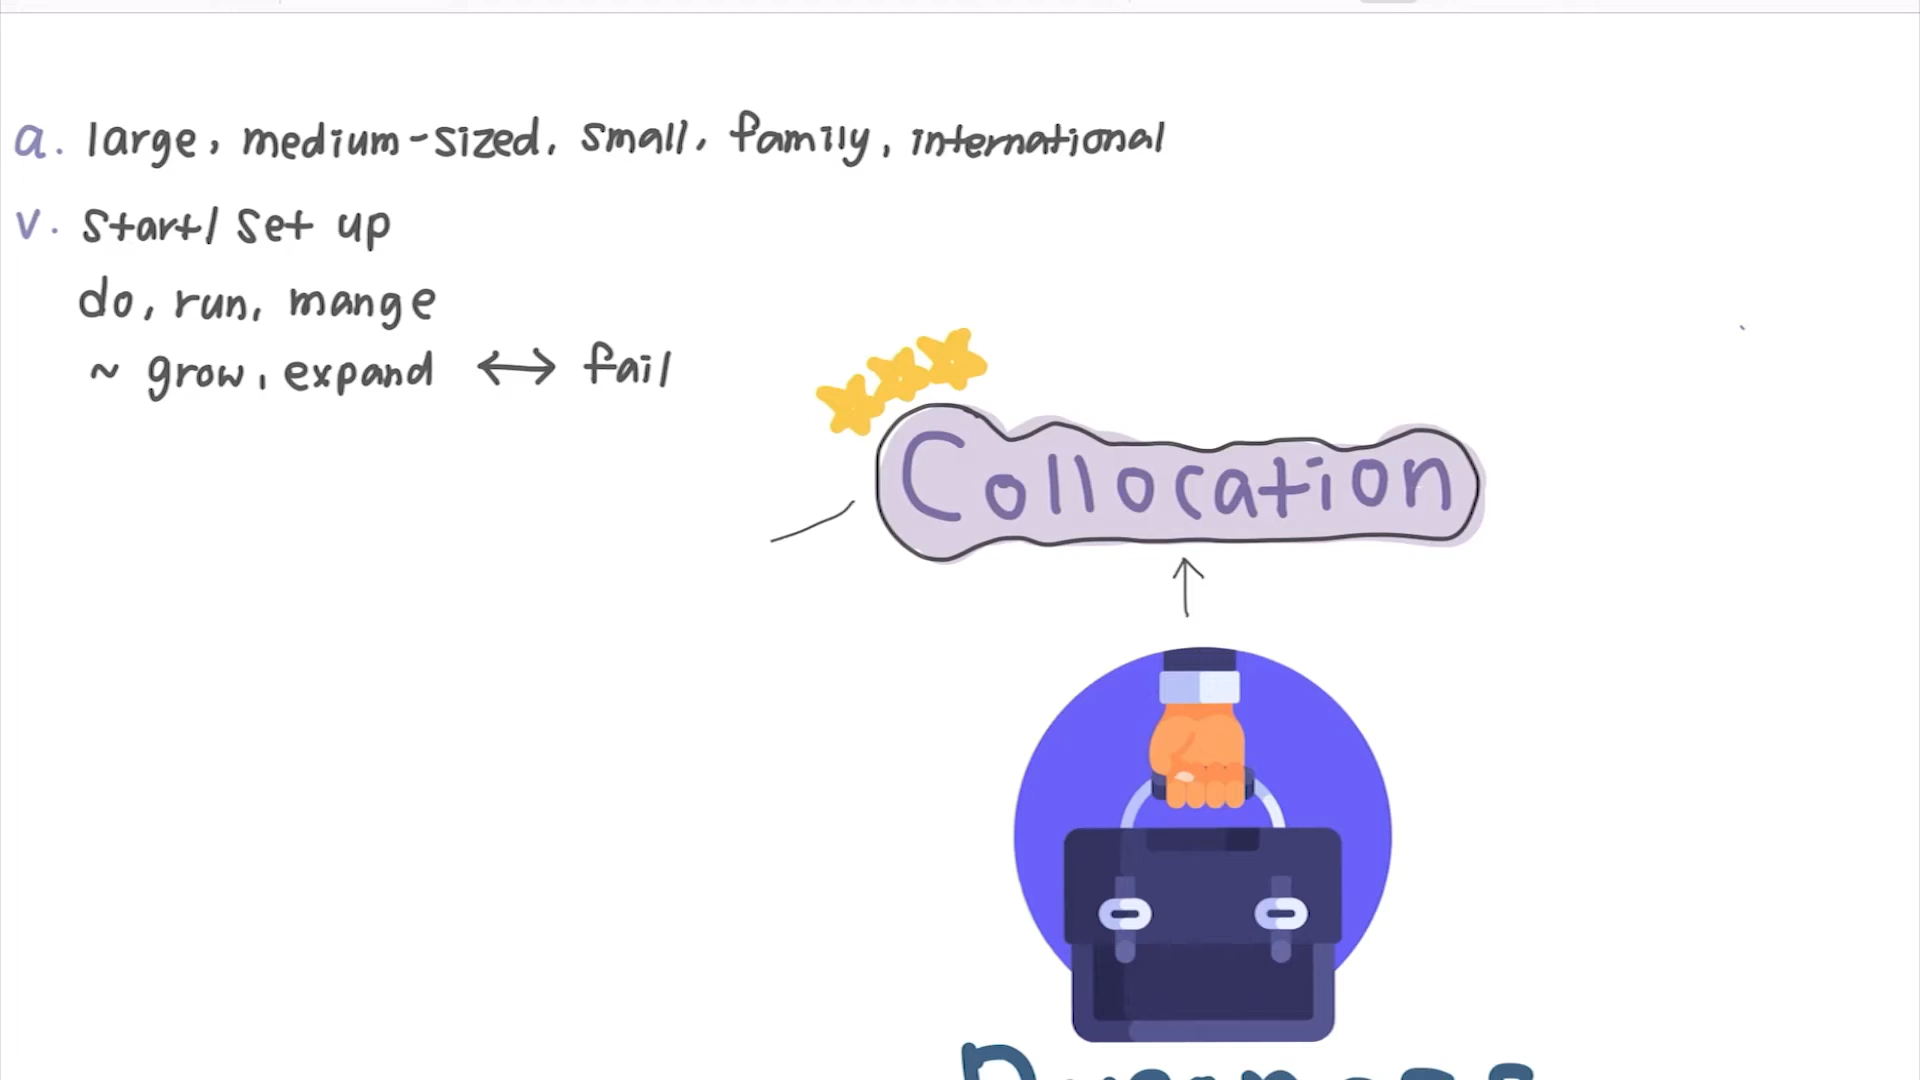 a. large, medium-sized, small, family, international
v. start/ set up
do, run, mange
~ grow, expand ↔ fail
Collocation